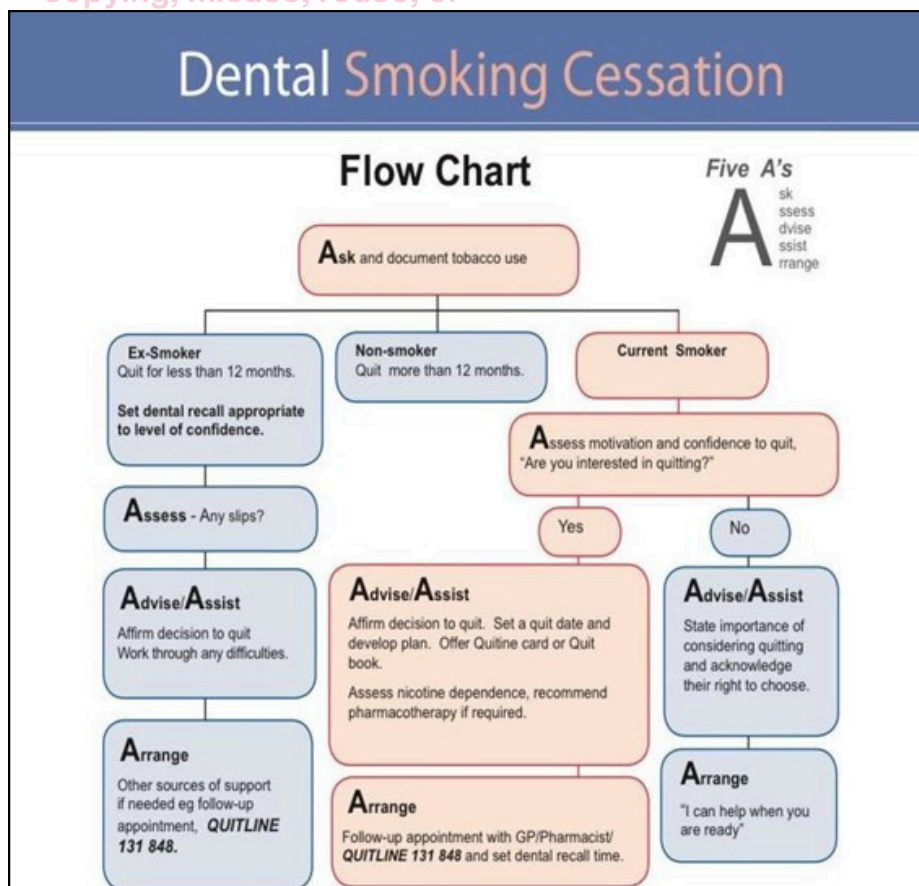 copying, misuse, reuse, or
Dental Smoking Cessation
Flow Chart
Five A's
A
sk
ssess
dvise
ssist
rrange
Ask and document tobacco use
Ex-Smoker
Quit for less than 12 months.
Set dental recall appropriate
to level of confidence.
Non-smoker
Quit more than 12 months.
Current Smoker
Assess motivation and confidence to quit,
“Are you interested in quitting?”
Assess - Any slips?
Yes
No
Advise/Assist
Affirm decision to quit
Work through any difficulties.
Advise/Assist
Affirm decision to quit. Set a quit date and
develop plan. Offer Quitine card or Quit
book.
Assess nicotine dependence, recommend
pharmacotherapy if required.
Advise/Assist
State importance of
considering quitting
and acknowledge
their right to choose.
Arrange
Other sources of support
if needed eg follow-up
appointment, QUITLINE
131 848.
Arrange
Follow-up appointment with GP/Pharmacist/
QUITLINE 131 848 and set dental recall time.
Arrange
“I can help when you
are ready”